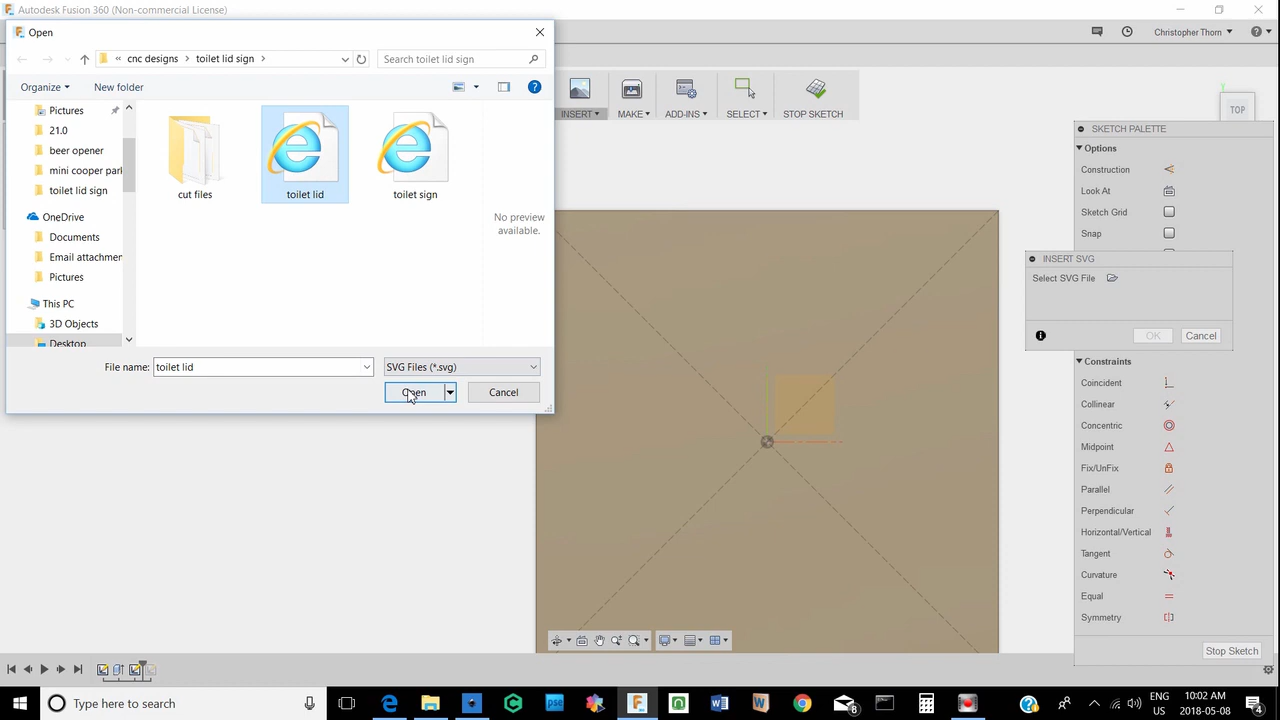 Autodesk Fusion 360 (Non-commercial License)
Open
« cnc designs > toilet lid sign >
Search toilet lid sign
Christopher Thorn
Organize
New folder
INSERT
MAKE
ADD-INS
SELECT
STOP SKETCH
TOP
Pictures
21.0
beer opener
mini cooper park
toilet lid sign
OneDrive
Documents
Email attachmen
Pictures
This PC
3D Objects
Desktop
cut files
toilet lid
toilet sign
No preview
available.
File name:
toilet lid
SVG Files (*.svg)
Open
Cancel
SKETCH PALETTE
Options
Construction
Look At
Sketch Grid
Snap
INSERT SVG
Select SVG File
OK
Cancel
Constraints
Coincident
Collinear
Concentric
Midpoint
Fix/UnFix
Parallel
Perpendicular
Horizontal/Vertical
Tangent
Curvature
Equal
Symmetry
Stop Sketch
Type here to search
8
ENG
US
10:02 AM
2018-05-08
4